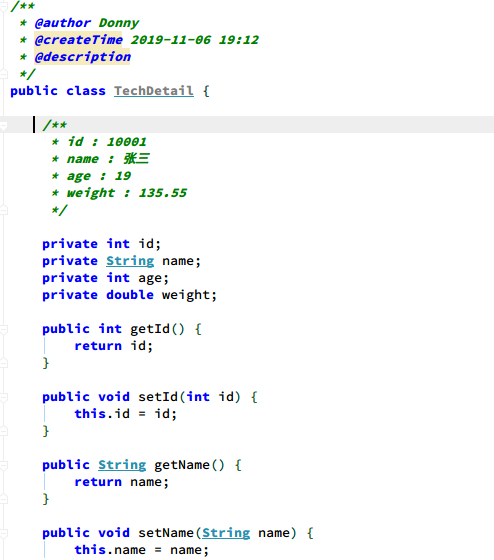 /**
 * @author Donny
 * @createTime 2019-11-06 19:12
 * @description
 */
public class TechDetail {
    /**
     * id : 10001
     * name : 张三
     * age : 19
     * weight : 135.55
     */
    private int id;
    private String name;
    private int age;
    private double weight;
    public int getId() {
        return id;
    }
    public void setId(int id) {
        this.id = id;
    }
    public String getName() {
        return name;
    }
    public void setName(String name) {
        this.name = name;